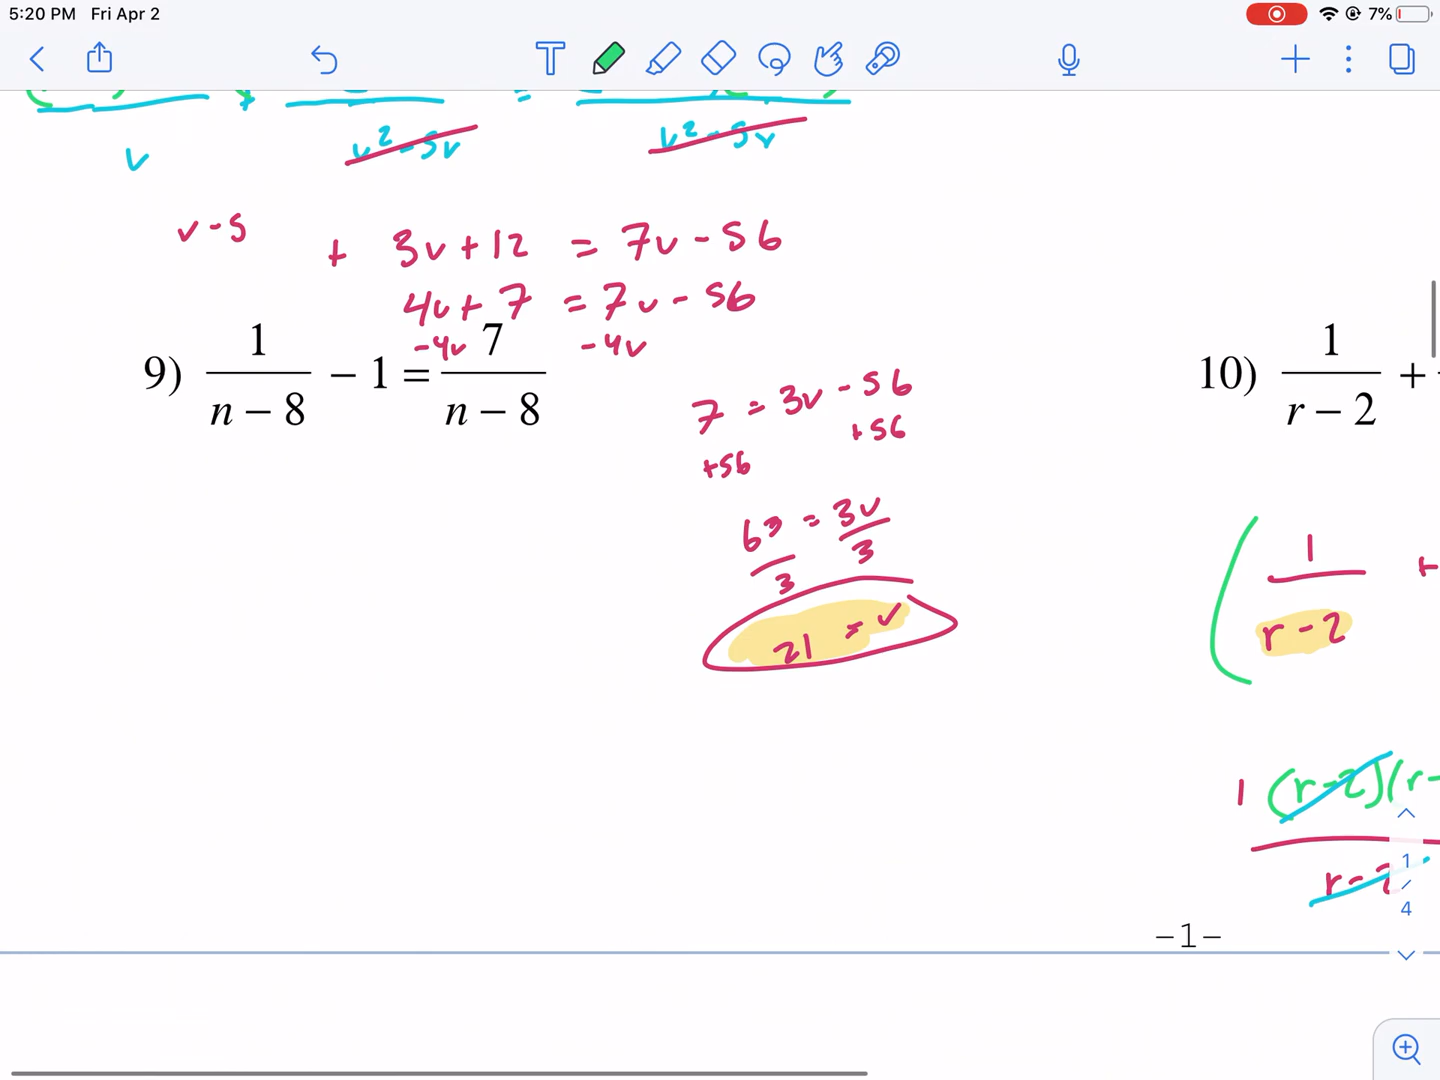 5:20 PM Fri Apr 2 7%
v v² - 5v v² - 5v
v - 5 + 3v + 12 = 7v - 56
4v + 7 = 7v - 56
-4v -4v
9) 1/(n - 8) - 1 = 7/(n - 8)
7 = 3v - 56
+56 +56
63/3 = 3v/3
21 = v
10) 1/(r - 2) +
( 1/(r - 2) +
1 (r - 2)(r -
r - 2
1/4
-1-